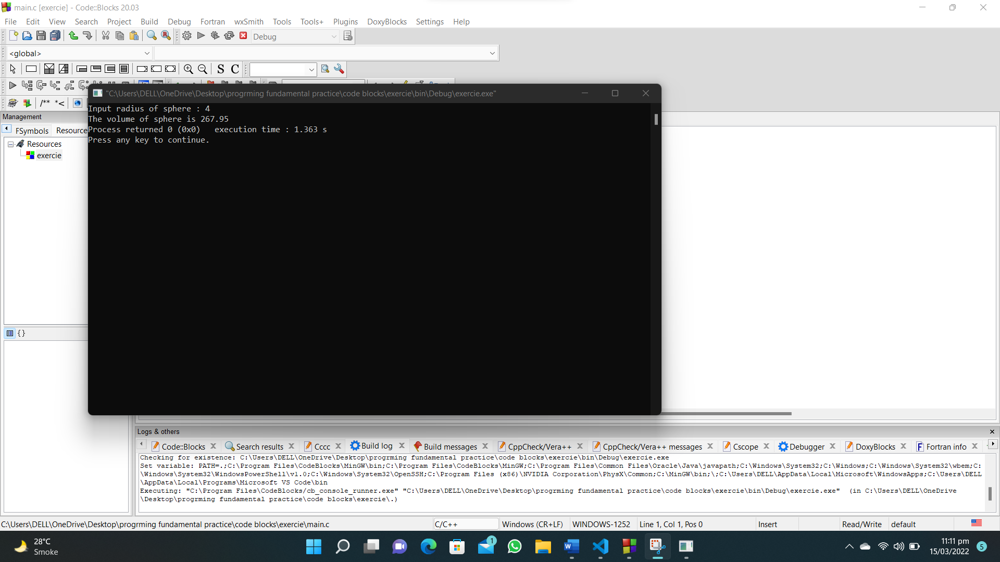 main.c [exercie] - Code::Blocks 20.03
File Edit View Search Project Build Debug Fortran wxSmith Tools Tools+ Plugins DoxyBlocks Settings Help
Debug
<global>
S C
/** *<
"C:\Users\DELL\OneDrive\Desktop\progrming fundamental practice\code blocks\exercie\bin\Debug\exercie.exe"
Input radius of sphere : 4
The volume of sphere is 267.95
Process returned 0 (0x0)   execution time : 1.363 s
Press any key to continue.
Management
FSymbols Resource
Resources
exercie
{}
Logs & others
Code::Blocks Search results Cccc Build log Build messages CppCheck/Vera++ CppCheck/Vera++ messages Cscope Debugger DoxyBlocks Fortran info
Checking for existence: C:\Users\DELL\OneDrive\Desktop\progrming fundamental practice\code blocks\exercie\bin\Debug\exercie.exe
Set variable: PATH=.;C:\Program Files\CodeBlocks\MinGW\bin;C:\Program Files\CodeBlocks\MinGW;C:\Program Files\Common Files\Oracle\Java\javapath;C:\Windows\System32;C:\Windows;C:\Windows\System32\wbem;C:
\Windows\System32\WindowsPowerShell\v1.0;C:\Windows\System32\OpenSSH;C:\Program Files (x86)\NVIDIA Corporation\PhysX\Common;C:\MinGW\bin;\;C:\Users\DELL\AppData\Local\Microsoft\WindowsApps;C:\Users\DELL
\AppData\Local\Programs\Microsoft VS Code\bin
Executing: "C:\Program Files\CodeBlocks/cb_console_runner.exe" "C:\Users\DELL\OneDrive\Desktop\progrming fundamental practice\code blocks\exercie\bin\Debug\exercie.exe"  (in C:\Users\DELL\OneDrive
\Desktop\progrming fundamental practice\code blocks\exercie\.)
C:\Users\DELL\OneDrive\Desktop\progrming fundamental practice\code blocks\exercie\main.c C/C++ Windows (CR+LF) WINDOWS-1252 Line 1, Col 1, Pos 0 Insert Read/Write default
28°C
Smoke
1
11:11 pm
15/03/2022
5